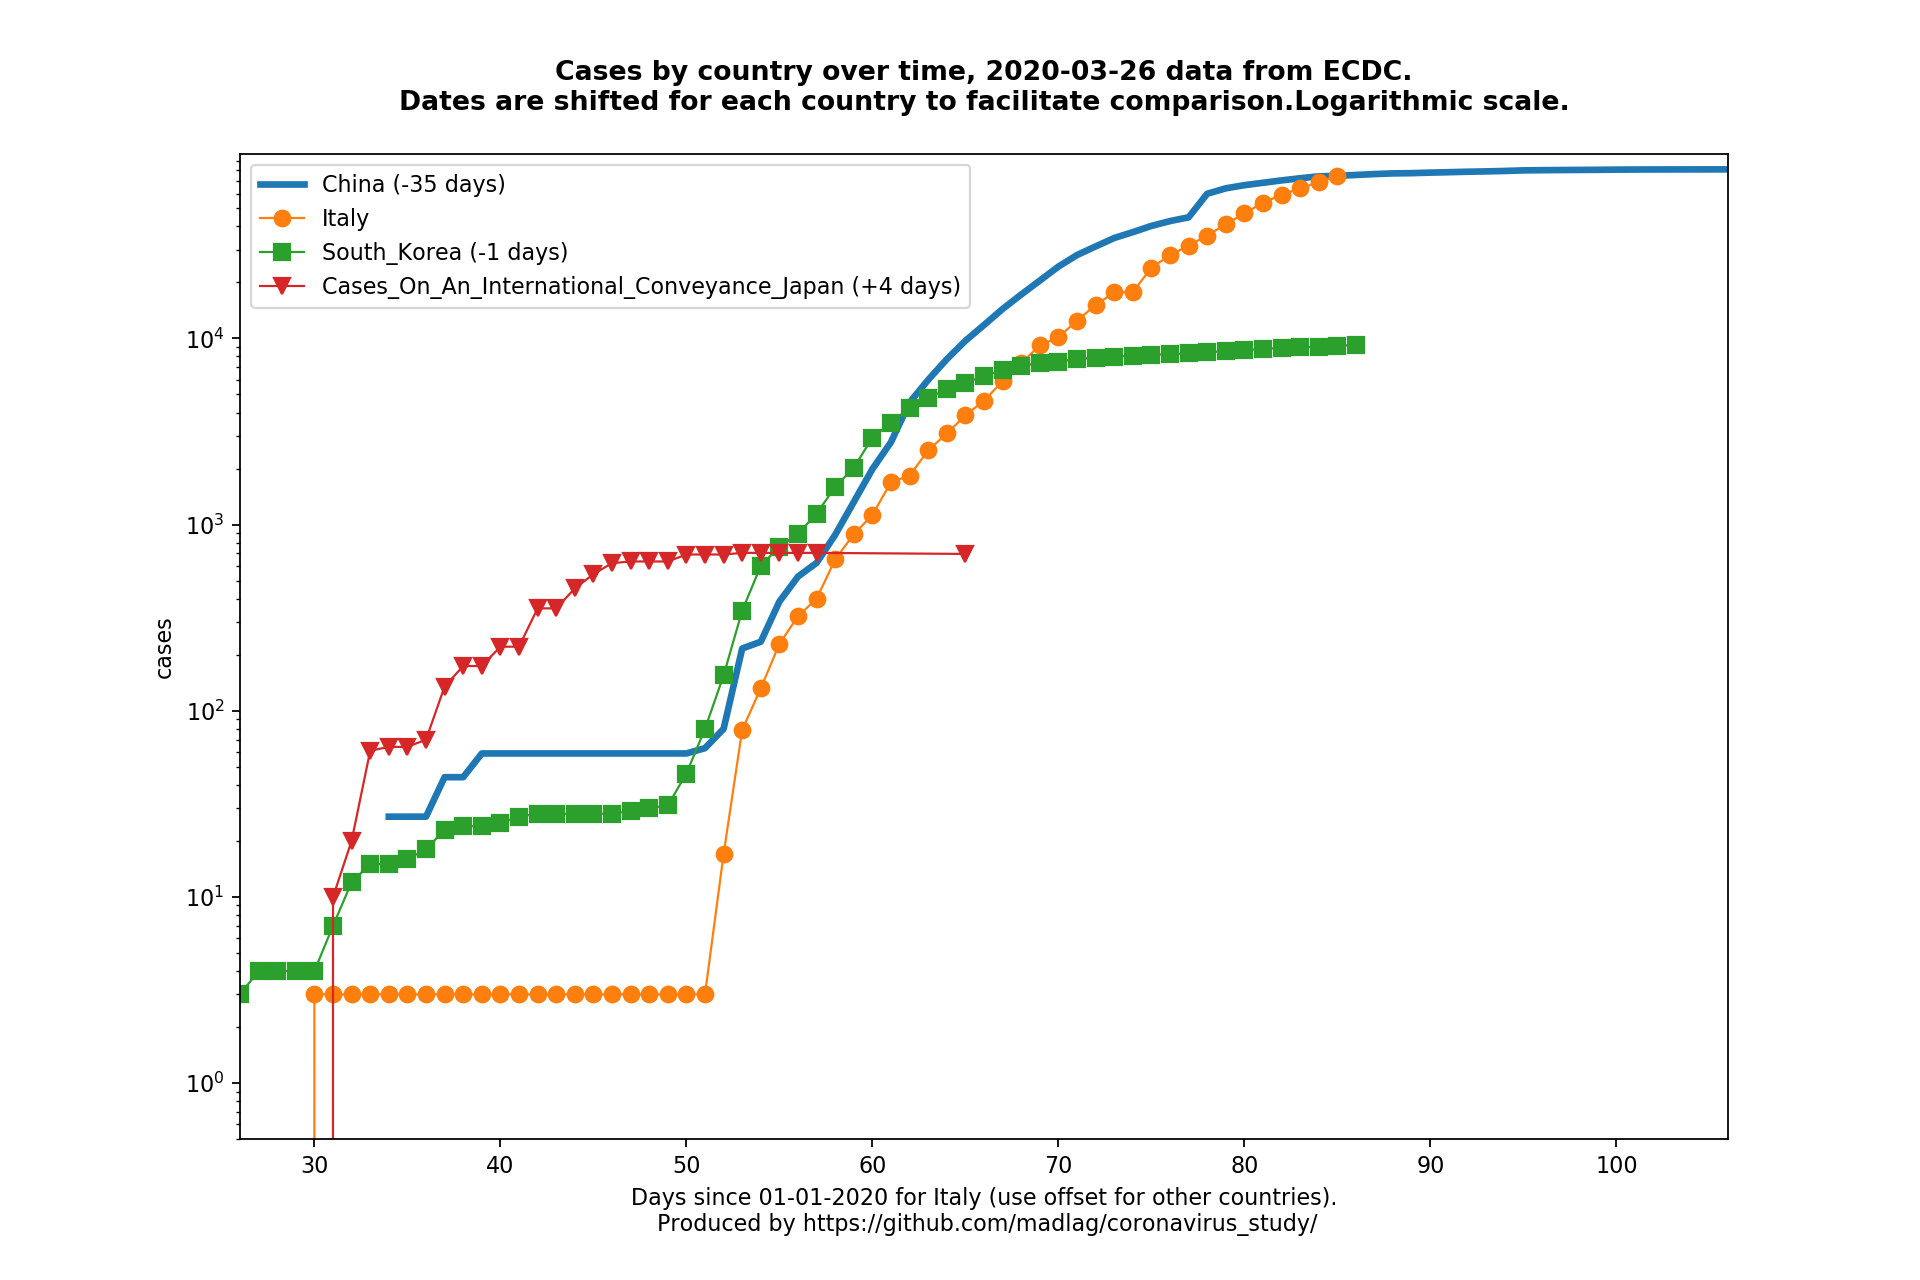 Cases by country over time, 2020-03-26 data from ECDC.
Dates are shifted for each country to facilitate comparison.Logarithmic scale.
China (-35 days)
Italy
South_Korea (-1 days)
Cases_On_An_International_Conveyance_Japan (+4 days)
10⁴
10³
10²
10¹
10⁰
cases
30 40 50 60 70 80 90 100
Days since 01-01-2020 for Italy (use offset for other countries).
Produced by https://github.com/madlag/coronavirus_study/